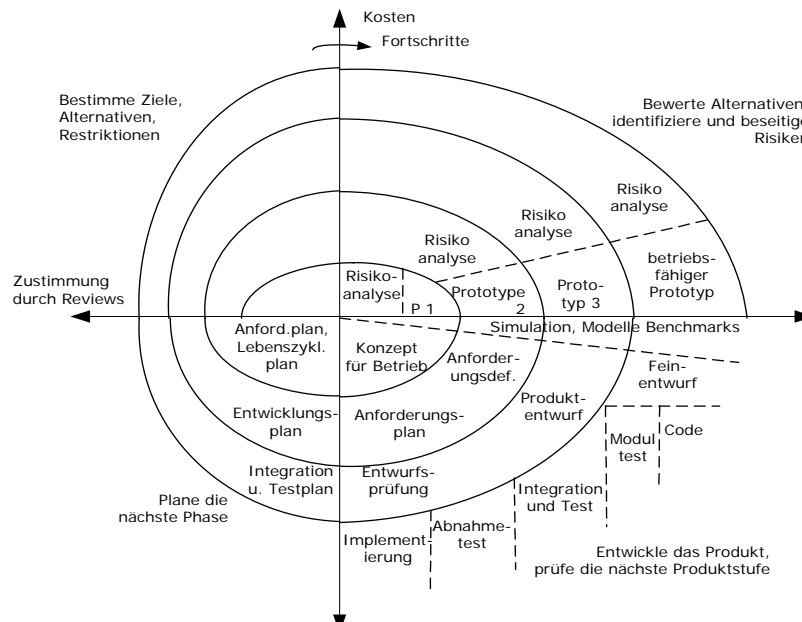 Kosten
Fortschritte
Bestimme Ziele,
Alternativen,
Restriktionen
Bewerte Alternativen,
identifiziere und beseitige
Risiken
Risiko
analyse
Risiko
analyse
Risiko
analyse
Risiko-
analyse
betriebs-
fähiger
Prototyp
Proto-
typ 3
Prototype
2
P 1
Zustimmung
durch Reviews
Simulation, Modelle Benchmarks
Anford.plan,
Lebenszykl.
plan
Konzept
für Betrieb
Anforder-
ungsdef.
Fein-
entwurf
Produkt-
entwurf
Entwicklungs-
plan
Anforderungs-
plan
Modul
test
Code
Integration
u. Testplan
Entwurfs-
prüfung
Integration
und Test
Plane die
nächste Phase
Implement-
ierung
Abnahme-
test
Entwickle das Produkt,
prüfe die nächste Produktstufe